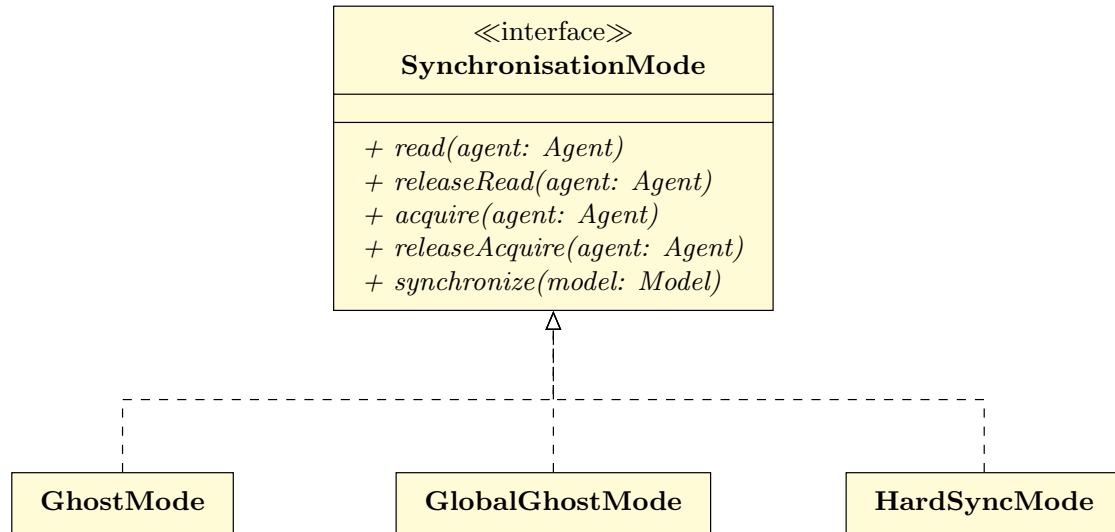 ≪interface≫
SynchronisationMode
+ read(agent: Agent)
+ releaseRead(agent: Agent)
+ acquire(agent: Agent)
+ releaseAcquire(agent: Agent)
+ synchronize(model: Model)
GhostMode
GlobalGhostMode
HardSyncMode